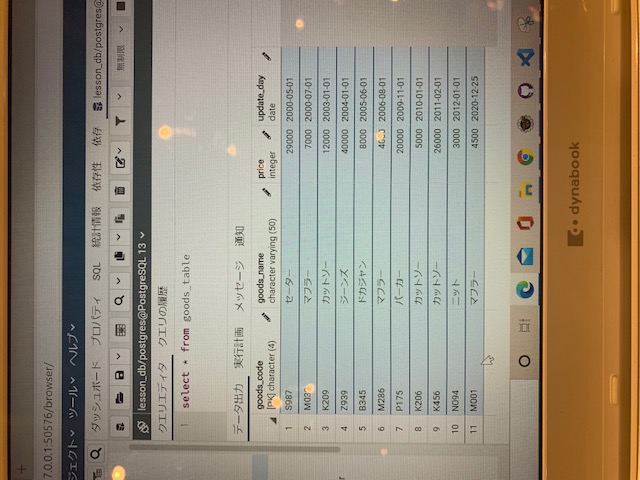 7.0.0.1:50576/browser/
ジェクト ツール ヘルプ
ダッシュボード プロパティ SQL 統計情報 依存性 依存 lesson_db/postgres@
無制限
lesson_db/postgres@PostgreSQL 13
クエリエディタ クエリの履歴
1 select * from goods_table
データ出力 実行計画 メッセージ 通知
goods_code goods_name price update_day
[PK] character (4) character varying (50) integer date
1 S987 セーター 29000 2000-05-01
2 マフラー 7000 2000-07-01
3 K209 カットソー 12000 2003-01-01
4 Z939 ジーンズ 40000 2004-01-01
5 B345 ドカジャン 8000 2005-06-01
6 M286 マフラー 2006-08-01
7 P175 パーカー 20000 2009-11-01
8 K206 カットソー 5000 2010-01-01
9 K456 カットソー 26000 2011-02-01
10 N094 ニット 3000 2012-01-01
11 M001 マフラー 4500 2020-12-25
dynabook